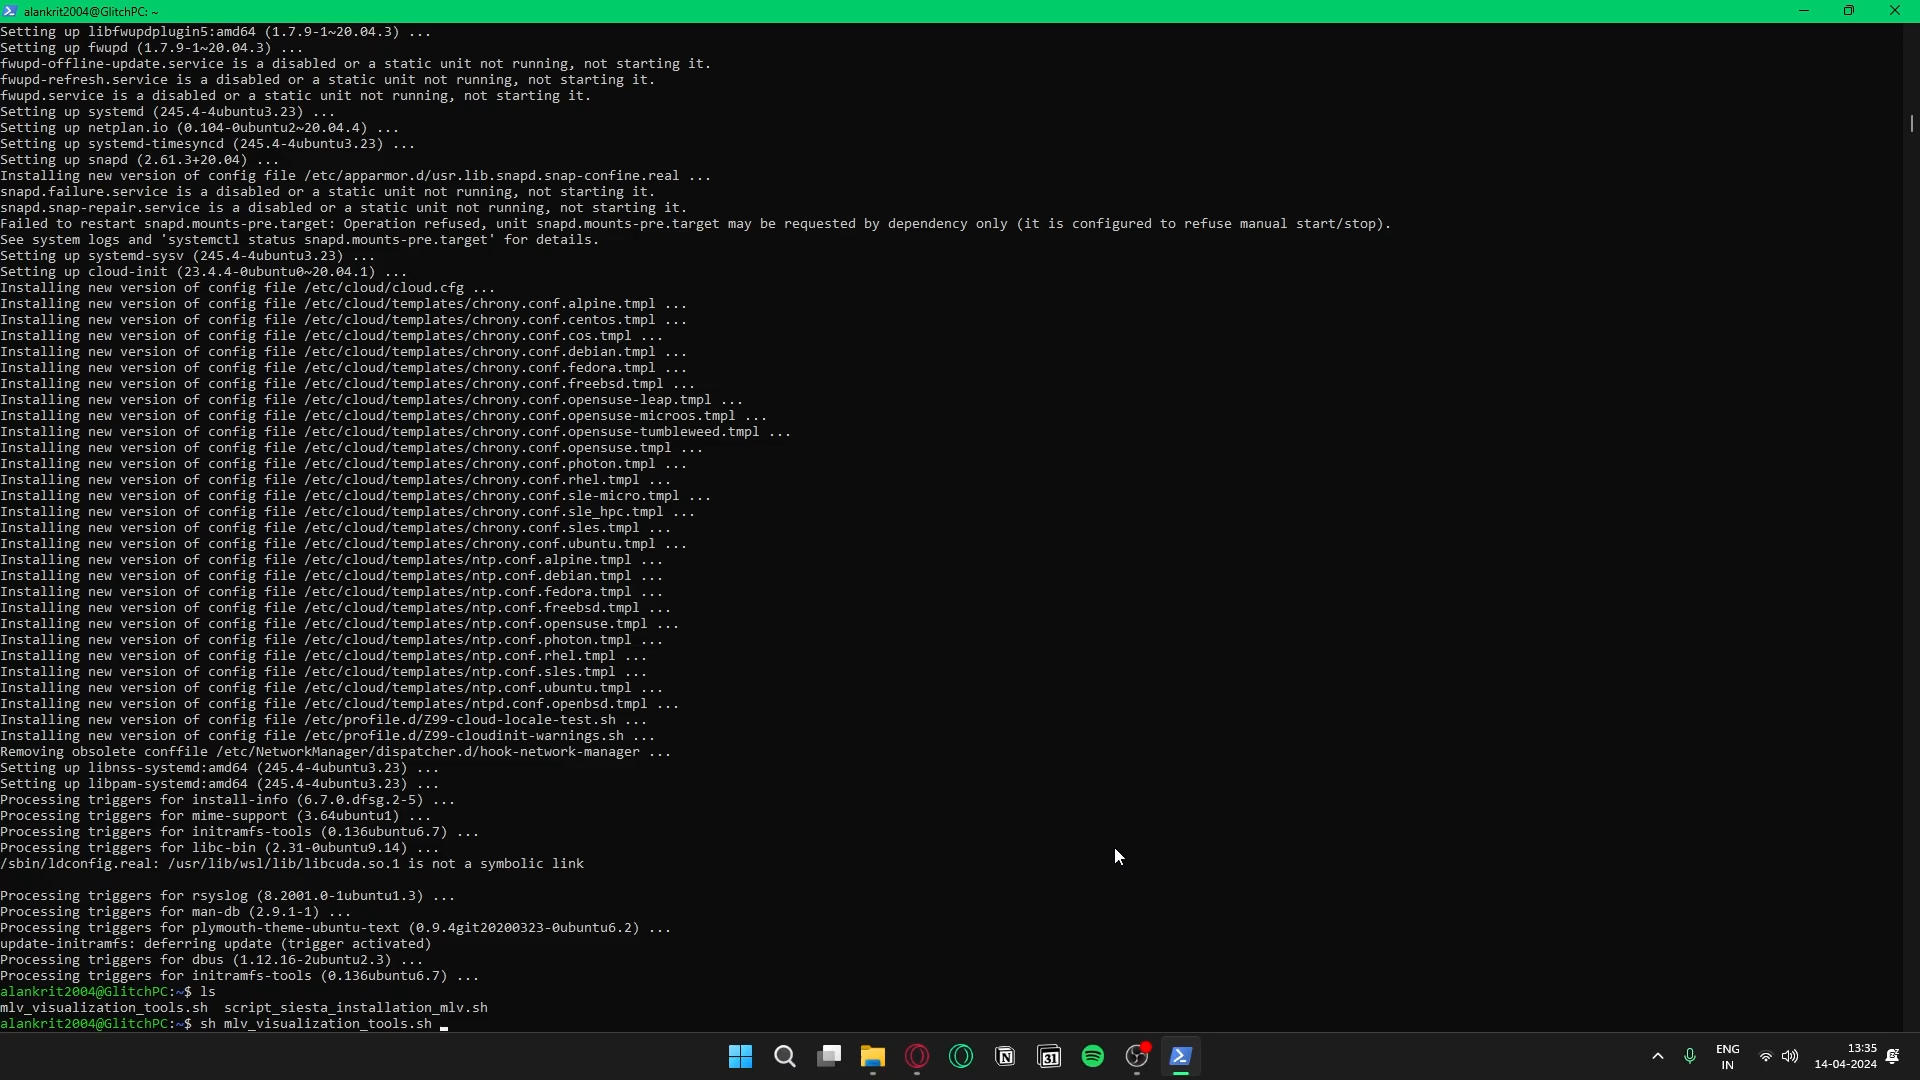 alankrit2004@GlitchPC: ~
Setting up libfwupdplugin5:amd64 (1.7.9-1~20.04.3) ...
Setting up fwupd (1.7.9-1~20.04.3) ...
fwupd-offline-update.service is a disabled or a static unit not running, not starting it.
fwupd-refresh.service is a disabled or a static unit not running, not starting it.
fwupd.service is a disabled or a static unit not running, not starting it.
Setting up systemd (245.4-4ubuntu3.23) ...
Setting up netplan.io (0.104-0ubuntu2~20.04.4) ...
Setting up systemd-timesyncd (245.4-4ubuntu3.23) ...
Setting up snapd (2.61.3+20.04) ...
Installing new version of config file /etc/apparmor.d/usr.lib.snapd.snap-confine.real ...
snapd.failure.service is a disabled or a static unit not running, not starting it.
snapd.snap-repair.service is a disabled or a static unit not running, not starting it.
Failed to restart snapd.mounts-pre.target: Operation refused, unit snapd.mounts-pre.target may be requested by dependency only (it is configured to refuse manual start/stop).
See system logs and 'systemctl status snapd.mounts-pre.target' for details.
Setting up systemd-sysv (245.4-4ubuntu3.23) ...
Setting up cloud-init (23.4.4-0ubuntu0~20.04.1) ...
Installing new version of config file /etc/cloud/cloud.cfg ...
Installing new version of config file /etc/cloud/templates/chrony.conf.alpine.tmpl ...
Installing new version of config file /etc/cloud/templates/chrony.conf.centos.tmpl ...
Installing new version of config file /etc/cloud/templates/chrony.conf.cos.tmpl ...
Installing new version of config file /etc/cloud/templates/chrony.conf.debian.tmpl ...
Installing new version of config file /etc/cloud/templates/chrony.conf.fedora.tmpl ...
Installing new version of config file /etc/cloud/templates/chrony.conf.freebsd.tmpl ...
Installing new version of config file /etc/cloud/templates/chrony.conf.opensuse-leap.tmpl ...
Installing new version of config file /etc/cloud/templates/chrony.conf.opensuse-microos.tmpl ...
Installing new version of config file /etc/cloud/templates/chrony.conf.opensuse-tumbleweed.tmpl ...
Installing new version of config file /etc/cloud/templates/chrony.conf.opensuse.tmpl ...
Installing new version of config file /etc/cloud/templates/chrony.conf.photon.tmpl ...
Installing new version of config file /etc/cloud/templates/chrony.conf.rhel.tmpl ...
Installing new version of config file /etc/cloud/templates/chrony.conf.sle-micro.tmpl ...
Installing new version of config file /etc/cloud/templates/chrony.conf.sle_hpc.tmpl ...
Installing new version of config file /etc/cloud/templates/chrony.conf.sles.tmpl ...
Installing new version of config file /etc/cloud/templates/chrony.conf.ubuntu.tmpl ...
Installing new version of config file /etc/cloud/templates/ntp.conf.alpine.tmpl ...
Installing new version of config file /etc/cloud/templates/ntp.conf.debian.tmpl ...
Installing new version of config file /etc/cloud/templates/ntp.conf.fedora.tmpl ...
Installing new version of config file /etc/cloud/templates/ntp.conf.freebsd.tmpl ...
Installing new version of config file /etc/cloud/templates/ntp.conf.opensuse.tmpl ...
Installing new version of config file /etc/cloud/templates/ntp.conf.photon.tmpl ...
Installing new version of config file /etc/cloud/templates/ntp.conf.rhel.tmpl ...
Installing new version of config file /etc/cloud/templates/ntp.conf.sles.tmpl ...
Installing new version of config file /etc/cloud/templates/ntp.conf.ubuntu.tmpl ...
Installing new version of config file /etc/cloud/templates/ntpd.conf.openbsd.tmpl ...
Installing new version of config file /etc/profile.d/Z99-cloud-locale-test.sh ...
Installing new version of config file /etc/profile.d/Z99-cloudinit-warnings.sh ...
Removing obsolete conffile /etc/NetworkManager/dispatcher.d/hook-network-manager ...
Setting up libnss-systemd:amd64 (245.4-4ubuntu3.23) ...
Setting up libpam-systemd:amd64 (245.4-4ubuntu3.23) ...
Processing triggers for install-info (6.7.0.dfsg.2-5) ...
Processing triggers for mime-support (3.64ubuntu1) ...
Processing triggers for initramfs-tools (0.136ubuntu6.7) ...
Processing triggers for libc-bin (2.31-0ubuntu9.14) ...
/sbin/ldconfig.real: /usr/lib/wsl/lib/libcuda.so.1 is not a symbolic link
Processing triggers for rsyslog (8.2001.0-1ubuntu1.3) ...
Processing triggers for man-db (2.9.1-1) ...
Processing triggers for plymouth-theme-ubuntu-text (0.9.4git20200323-0ubuntu6.2) ...
update-initramfs: deferring update (trigger activated)
Processing triggers for dbus (1.12.16-2ubuntu2.3) ...
Processing triggers for initramfs-tools (0.136ubuntu6.7) ...
alankrit2004@GlitchPC:~$ ls
mlv_visualization_tools.sh  script_siesta_installation_mlv.sh
alankrit2004@GlitchPC:~$ sh mlv_visualization_tools.sh
31
ENG
IN
13:35
14-04-2024